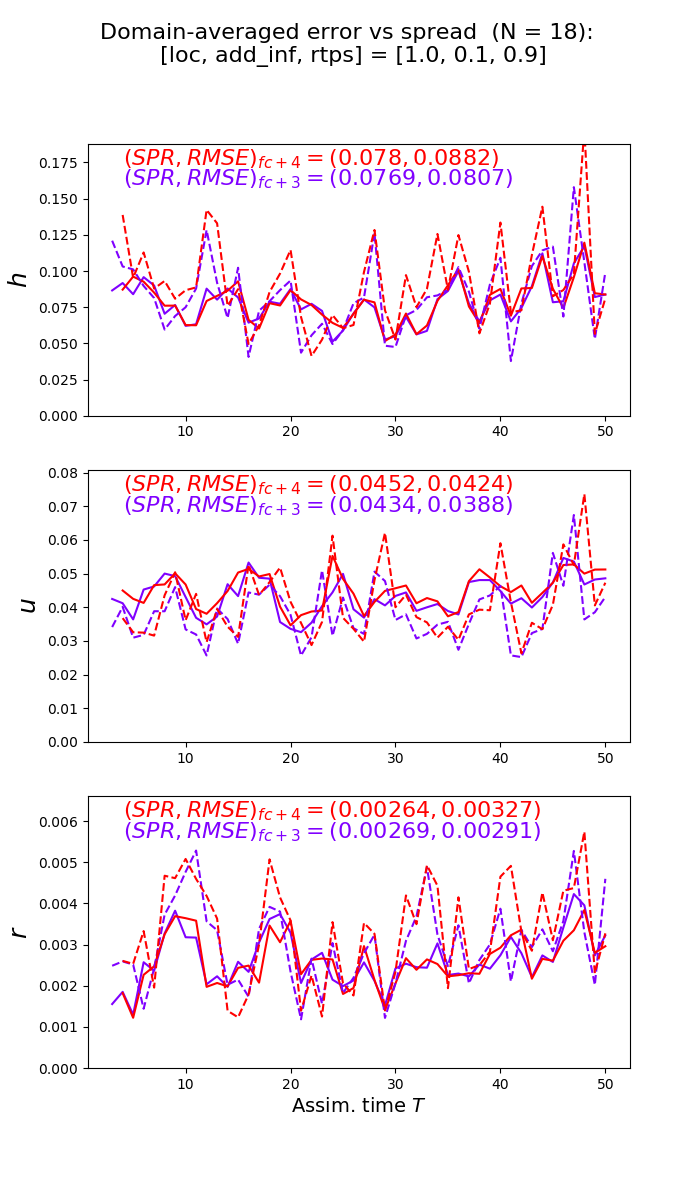 Domain-averaged error vs spread (N = 18):
[loc, add_inf, rtps] = [1.0, 0.1, 0.9]
(SPR, RMSE)fc+4 = (0.078, 0.0882)
(SPR, RMSE)fc+3 = (0.0769, 0.0807)
0.175
0.150
0.125
0.100
0.075
0.050
0.025
0.000
h
10 20 30 40 50
(SPR, RMSE)fc+4 = (0.0452, 0.0424)
(SPR, RMSE)fc+3 = (0.0434, 0.0388)
0.08
0.07
0.06
0.05
0.04
0.03
0.02
0.01
0.00
u
10 20 30 40 50
(SPR, RMSE)fc+4 = (0.00264, 0.00327)
(SPR, RMSE)fc+3 = (0.00269, 0.00291)
0.006
0.005
0.004
0.003
0.002
0.001
0.000
r
10 20 30 40 50
Assim. time T